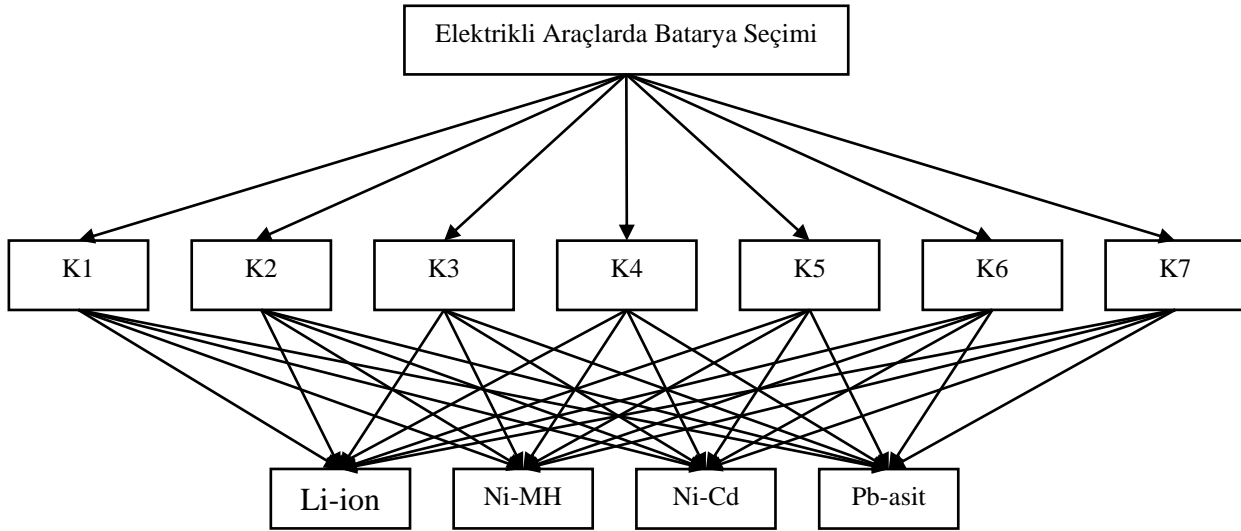 Elektrikli Araçlarda Batarya Seçimi
K1 K2 K3 K4 K5 K6 K7
Li-ion Ni-MH Ni-Cd Pb-asit